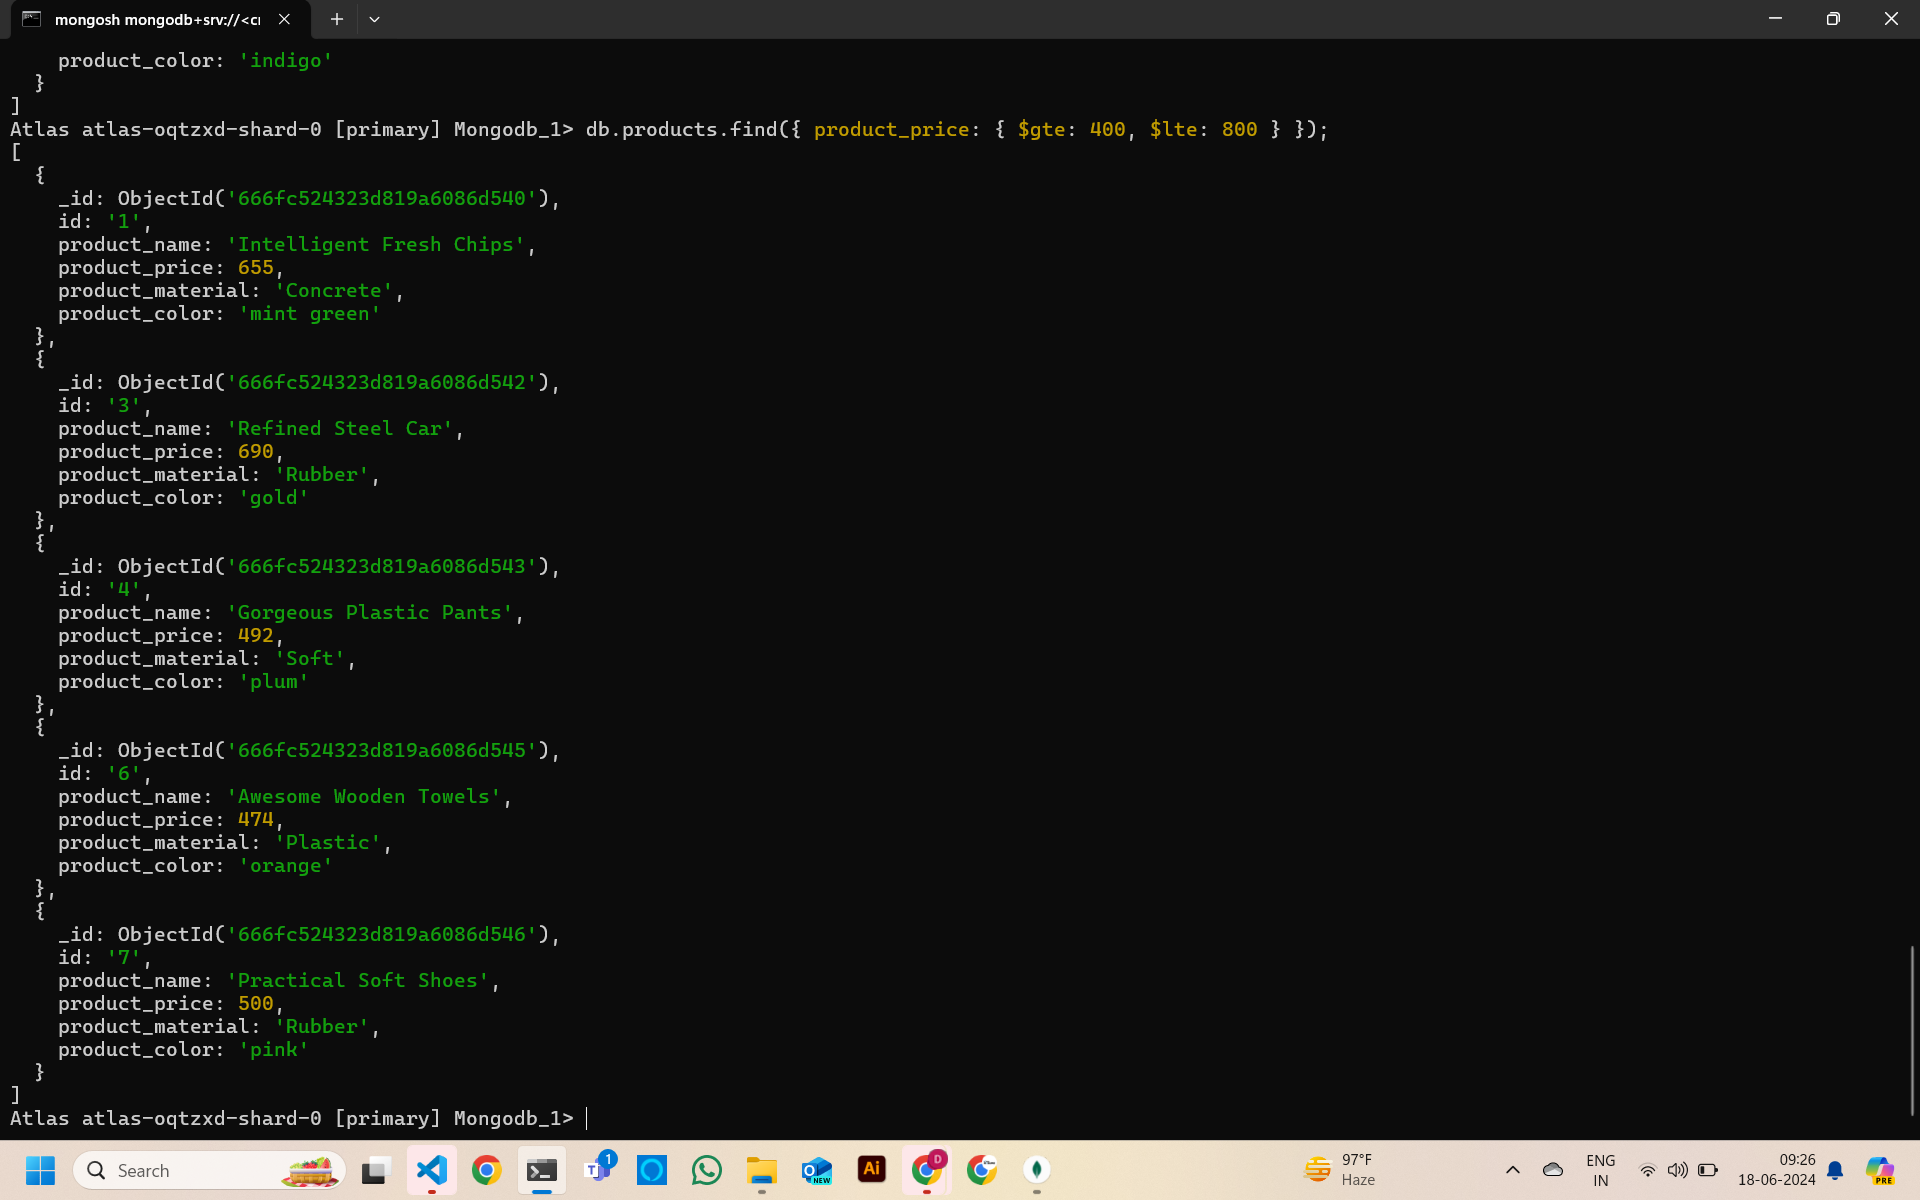 mongosh mongodb+srv://<cr
product_color: 'indigo'
}
]
Atlas atlas-oqtzxd-shard-0 [primary] Mongodb_1> db.products.find({ product_price: { $gte: 400, $lte: 800 } });
[
{
_id: ObjectId('666fc524323d819a6086d540'),
id: '1',
product_name: 'Intelligent Fresh Chips',
product_price: 655,
product_material: 'Concrete',
product_color: 'mint green'
},
{
_id: ObjectId('666fc524323d819a6086d542'),
id: '3',
product_name: 'Refined Steel Car',
product_price: 690,
product_material: 'Rubber',
product_color: 'gold'
},
{
_id: ObjectId('666fc524323d819a6086d543'),
id: '4',
product_name: 'Gorgeous Plastic Pants',
product_price: 492,
product_material: 'Soft',
product_color: 'plum'
},
{
_id: ObjectId('666fc524323d819a6086d545'),
id: '6',
product_name: 'Awesome Wooden Towels',
product_price: 474,
product_material: 'Plastic',
product_color: 'orange'
},
{
_id: ObjectId('666fc524323d819a6086d546'),
id: '7',
product_name: 'Practical Soft Shoes',
product_price: 500,
product_material: 'Rubber',
product_color: 'pink'
}
]
Atlas atlas-oqtzxd-shard-0 [primary] Mongodb_1>
Search
1
T
O
NEW
Ai
D
97°F
Haze
ENG
IN
09:26
18-06-2024
PRE